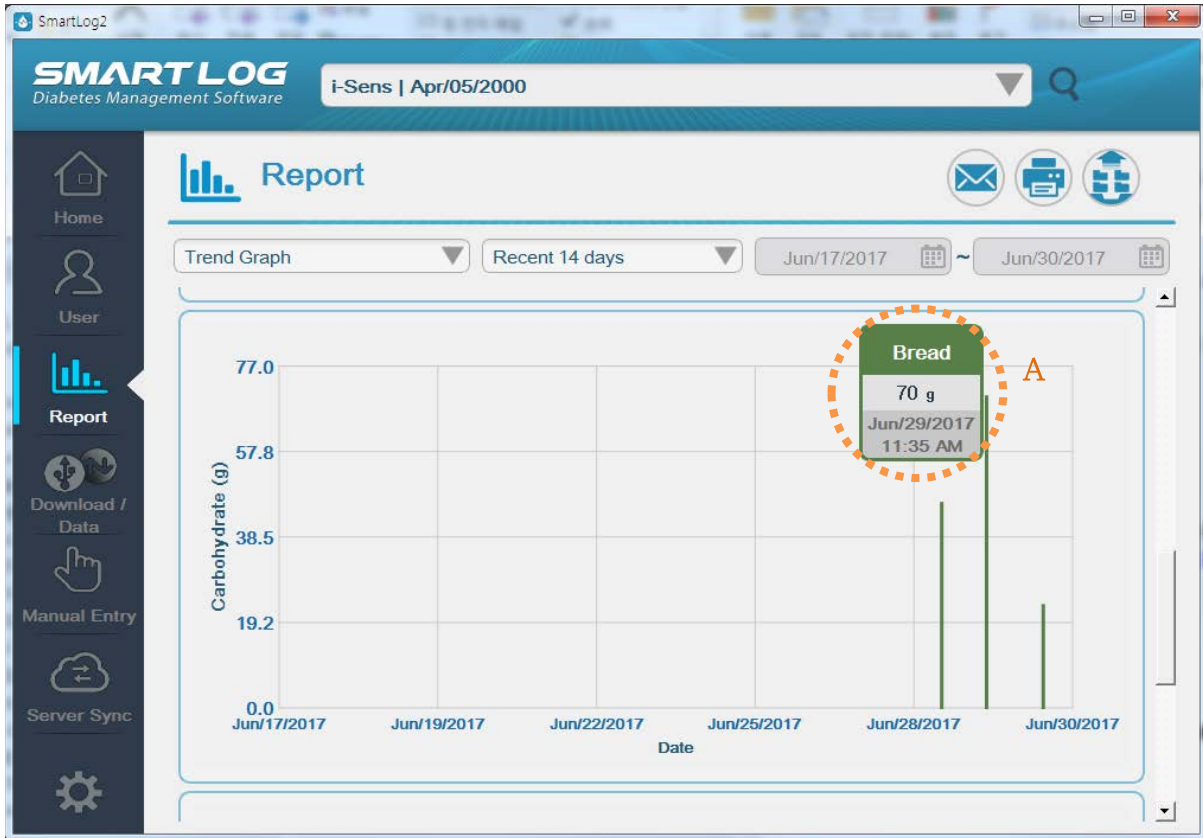 SmartLog2
SMART LOG
Diabetes Management Software
i-Sens | Apr/05/2000
Home
User
Report
Download /
Data
Manual Entry
Server Sync
Report
Trend Graph
Recent 14 days
Jun/17/2017
~
Jun/30/2017
Bread
70 g
Jun/29/2017
11:35 AM
A
Carbohydrate (g)
77.0
57.8
38.5
19.2
0.0
Jun/17/2017 Jun/19/2017 Jun/22/2017 Jun/25/2017 Jun/28/2017 Jun/30/2017
Date